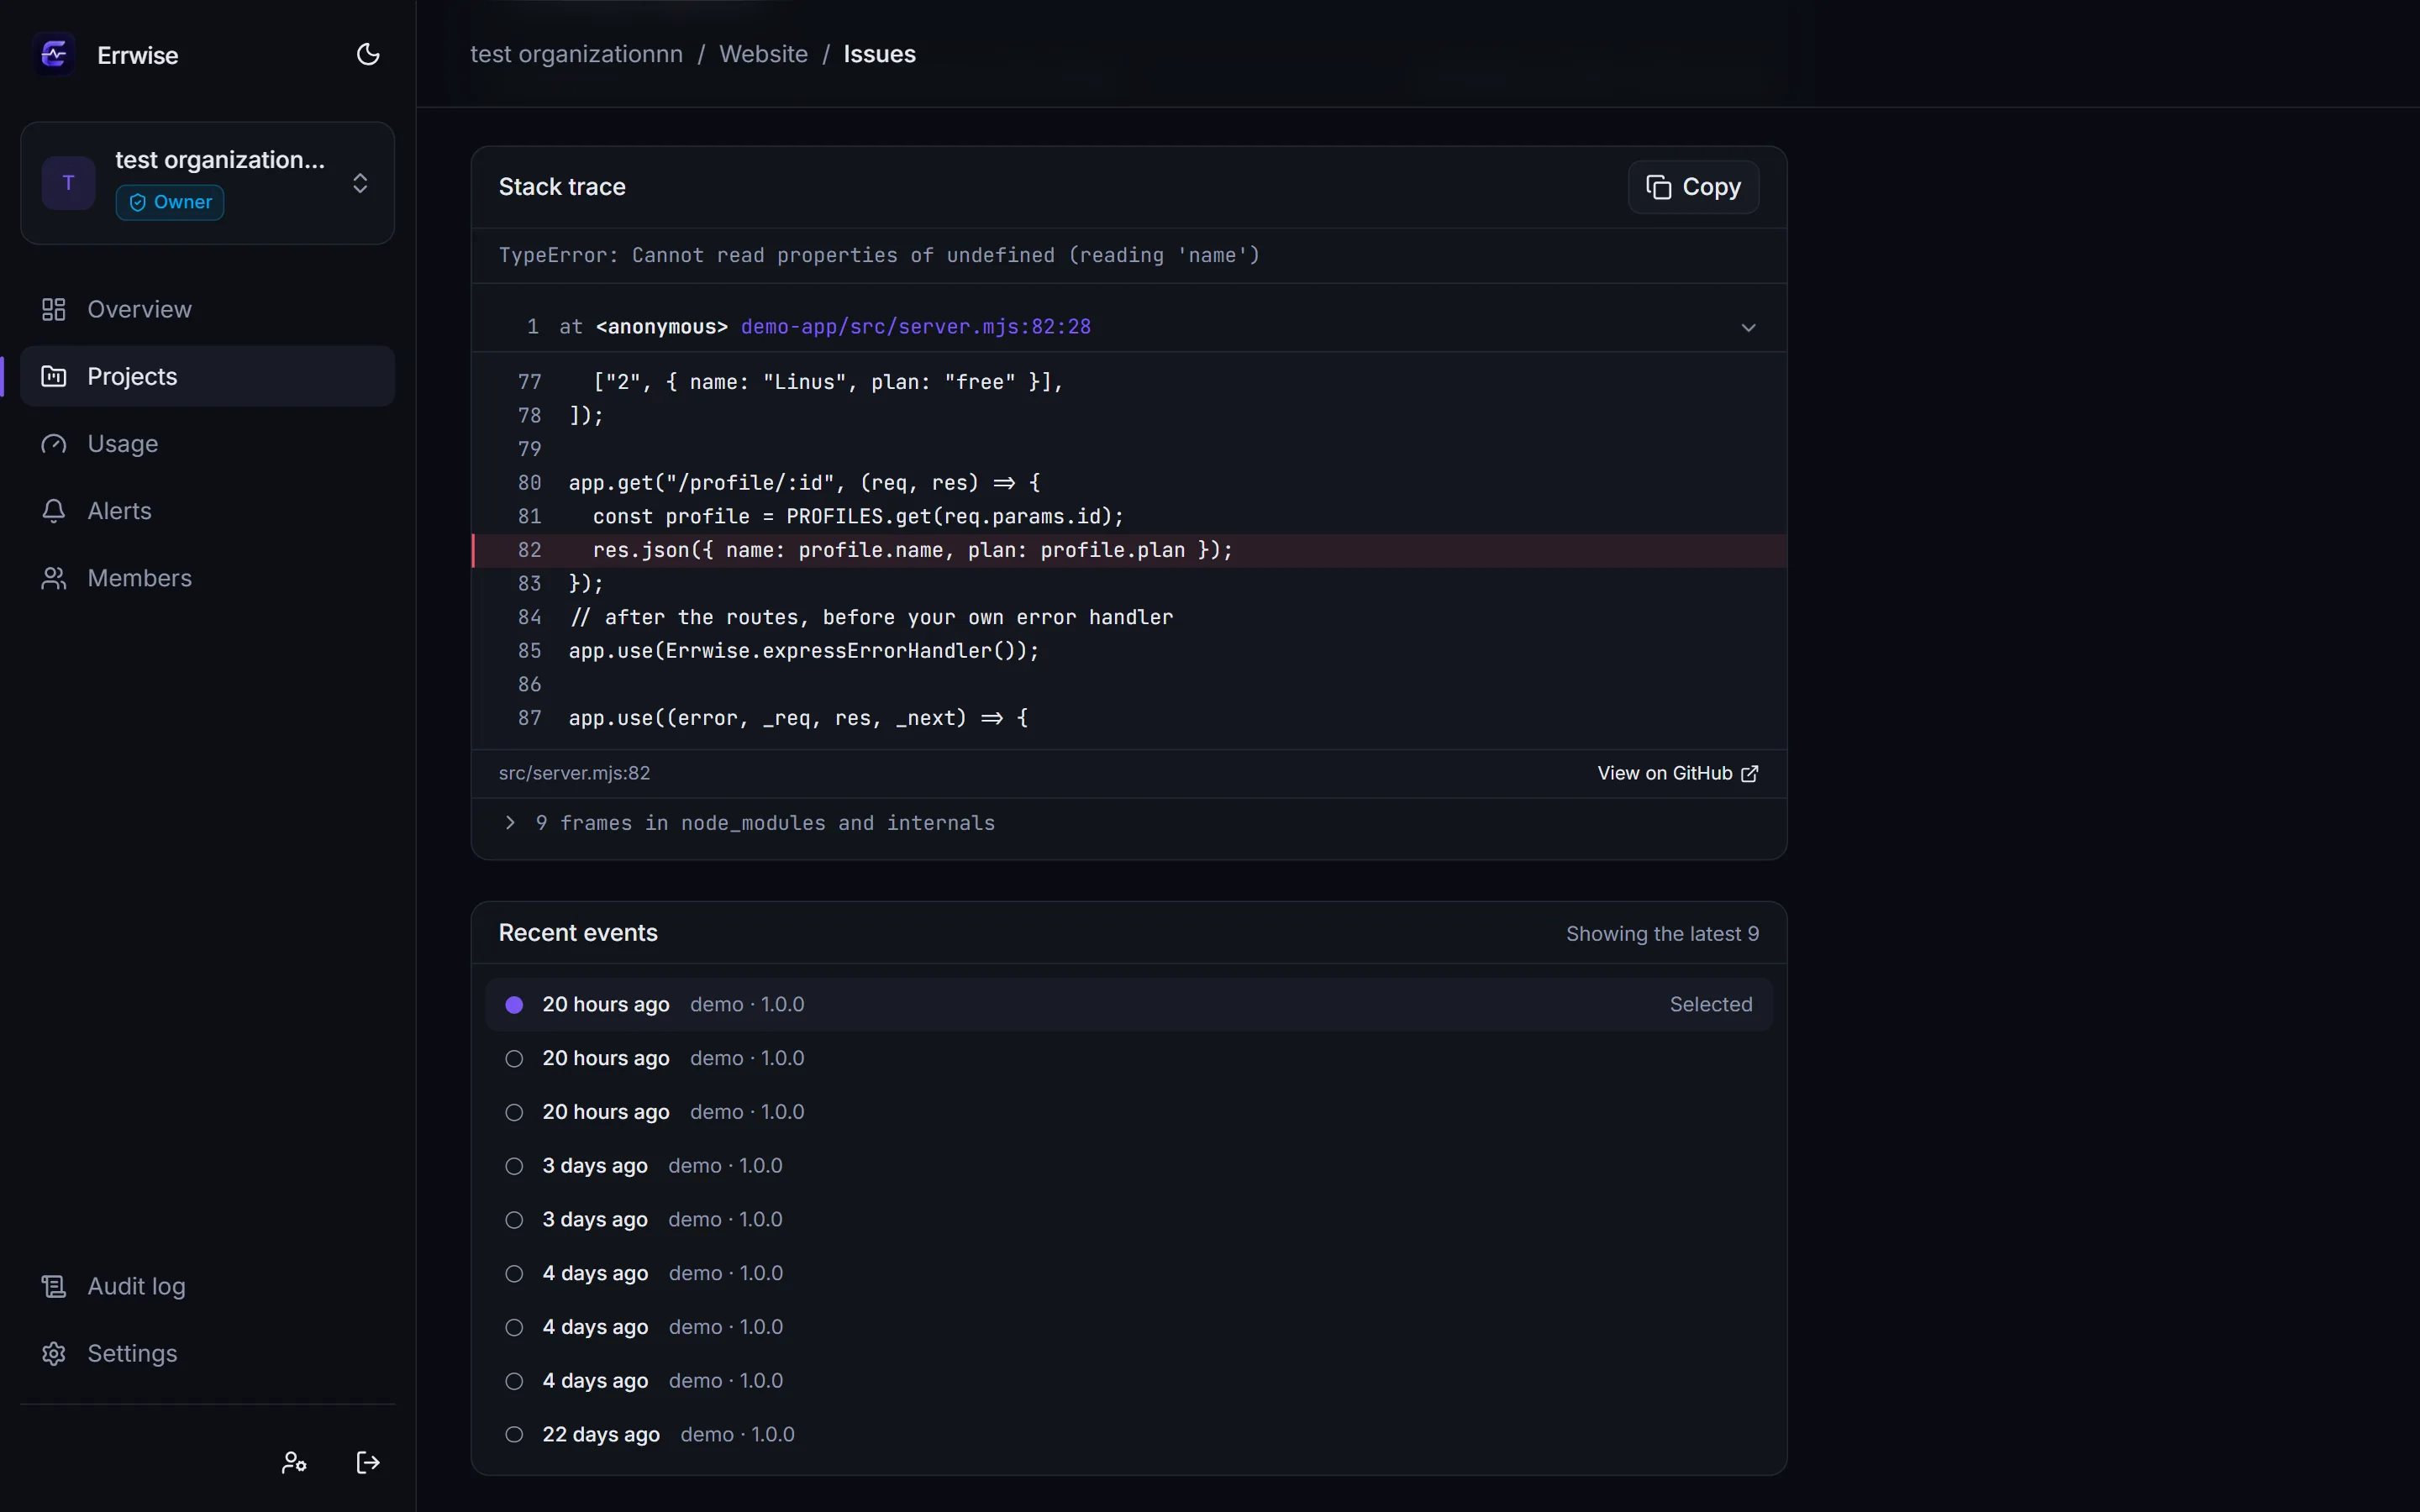 Errwise
test organizationnn / Website / Issues
T
test organization...
Owner
Overview
Projects
Usage
Alerts
Members
Audit log
Settings
Stack trace
Copy
TypeError: Cannot read properties of undefined (reading 'name')
1 at <anonymous> demo-app/src/server.mjs:82:28
77 ["2", { name: "Linus", plan: "free" }],
78 ]);
79
80 app.get("/profile/:id", (req, res) => {
81 const profile = PROFILES.get(req.params.id);
82 res.json({ name: profile.name, plan: profile.plan });
83 });
84 // after the routes, before your own error handler
85 app.use(Errwise.expressErrorHandler());
86
87 app.use((error, _req, res, _next) => {
src/server.mjs:82
View on GitHub
9 frames in node_modules and internals
Recent events
Showing the latest 9
20 hours ago demo · 1.0.0 Selected
20 hours ago demo · 1.0.0
20 hours ago demo · 1.0.0
3 days ago demo · 1.0.0
3 days ago demo · 1.0.0
4 days ago demo · 1.0.0
4 days ago demo · 1.0.0
4 days ago demo · 1.0.0
22 days ago demo · 1.0.0